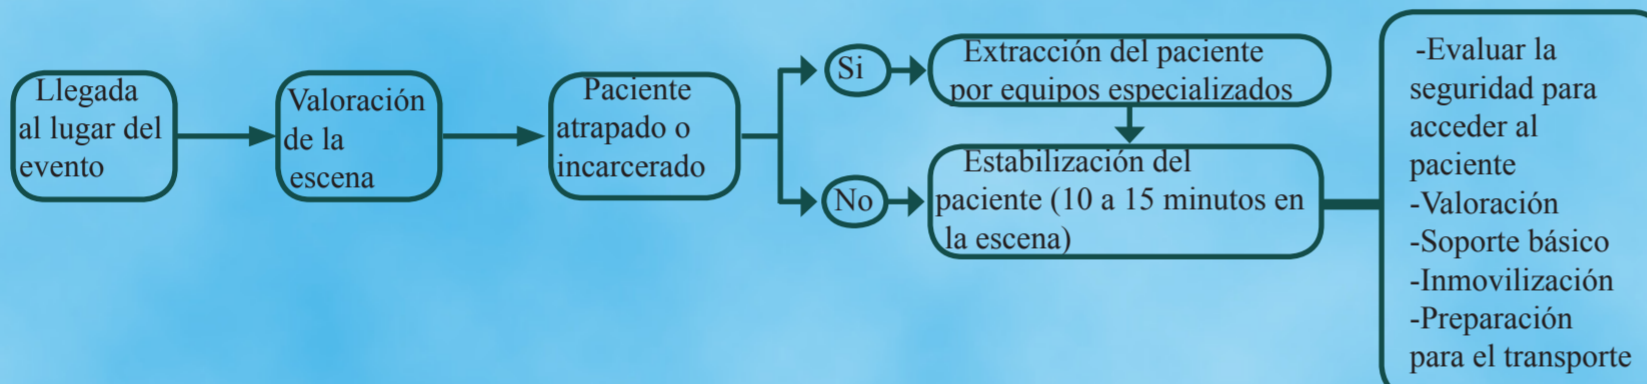 Llegada
al lugar del
evento
Valoración
de la
escena
Paciente
atrapado o
incarcerado
Si
No
Extracción del paciente
por equipos especializados
Estabilización del
paciente (10 a 15 minutos en
la escena)
-Evaluar la
seguridad para
acceder al
paciente
-Valoración
-Soporte básico
-Inmovilización
-Preparación
para el transporte